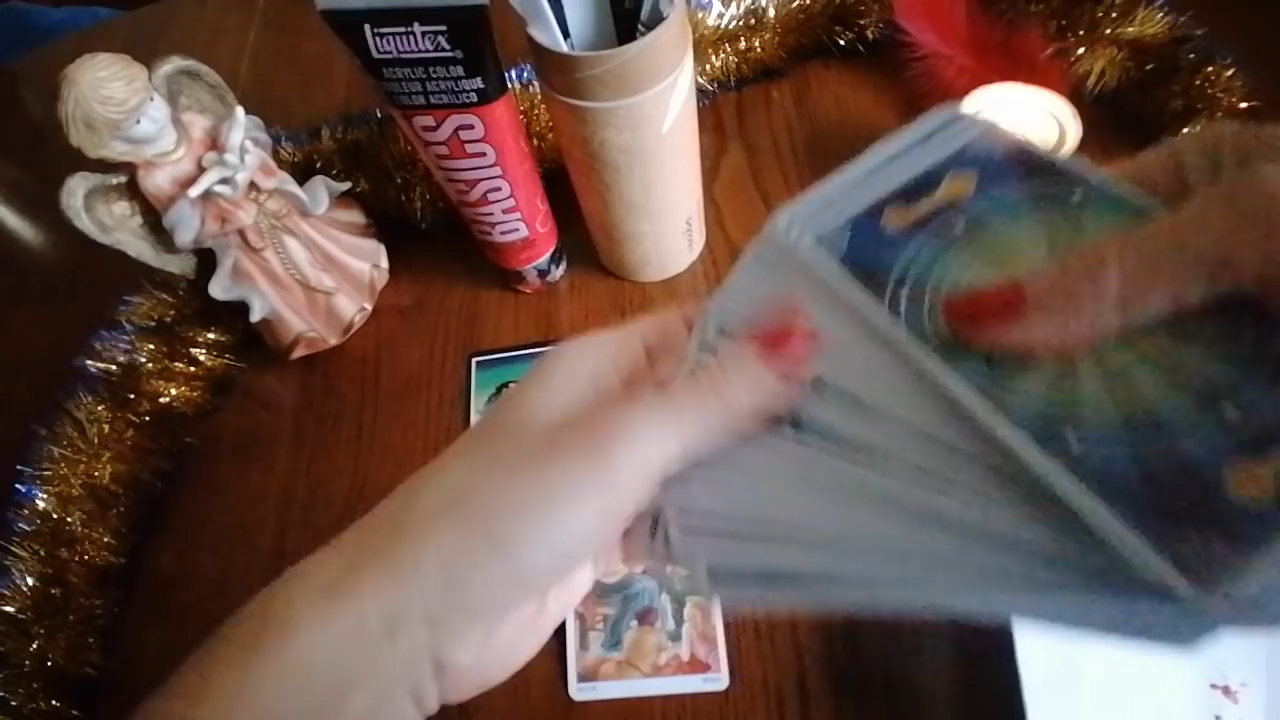 Liquitex
ACRYLIC COLOR
COULEUR ACRYLIQUE
COLOR ACRÍLICO
BASICS